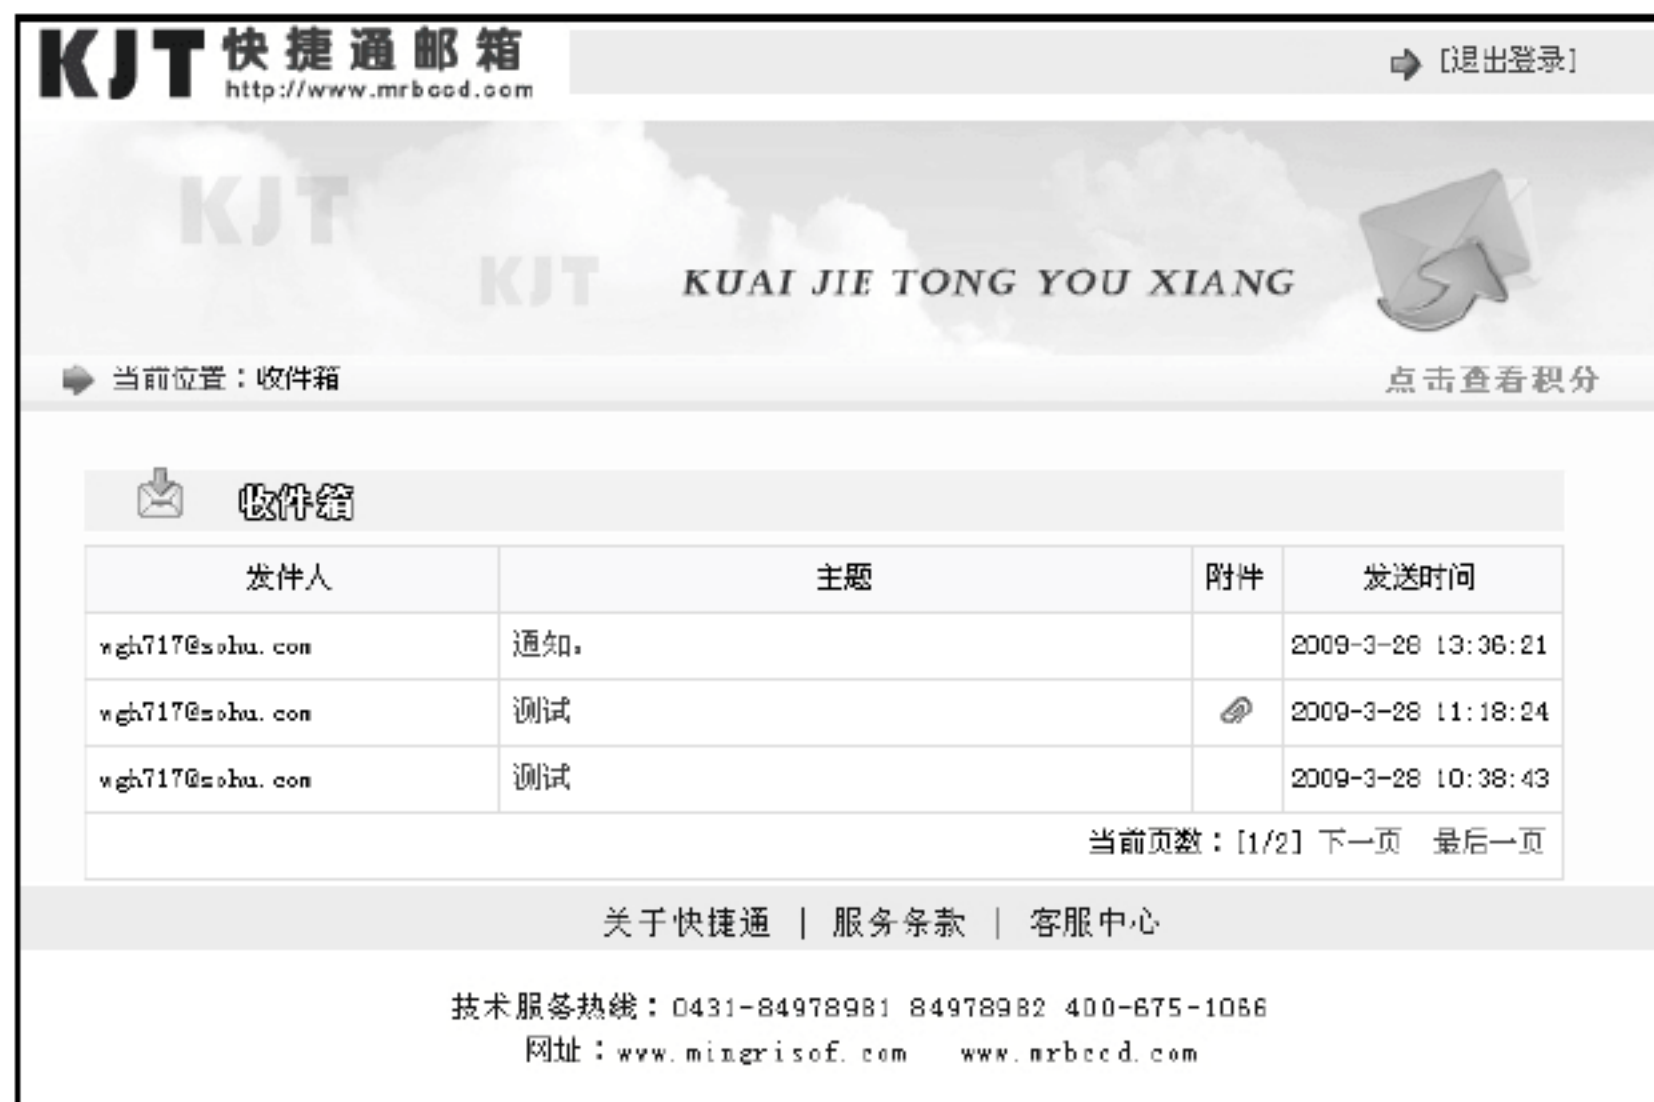 KJT 快捷通邮箱
http://www.mrbccd.com
[退出登录]
KJT
KJT
KUAI JIE TONG YOU XIANG
当前位置：收件箱
点击查看积分
收件箱
发件人 主题 附件 发送时间
wgh717@sohu.com 通知。 2009-3-28 13:36:21
wgh717@sohu.com 测试 2009-3-28 11:18:24
wgh717@sohu.com 测试 2009-3-28 10:38:43
当前页数：[1/2] 下一页 最后一页
关于快捷通 | 服务条款 | 客服中心
技术服务热线：0431-84978981 84978982 400-675-1066
网址：www.mingrisof.com www.mrbccd.com